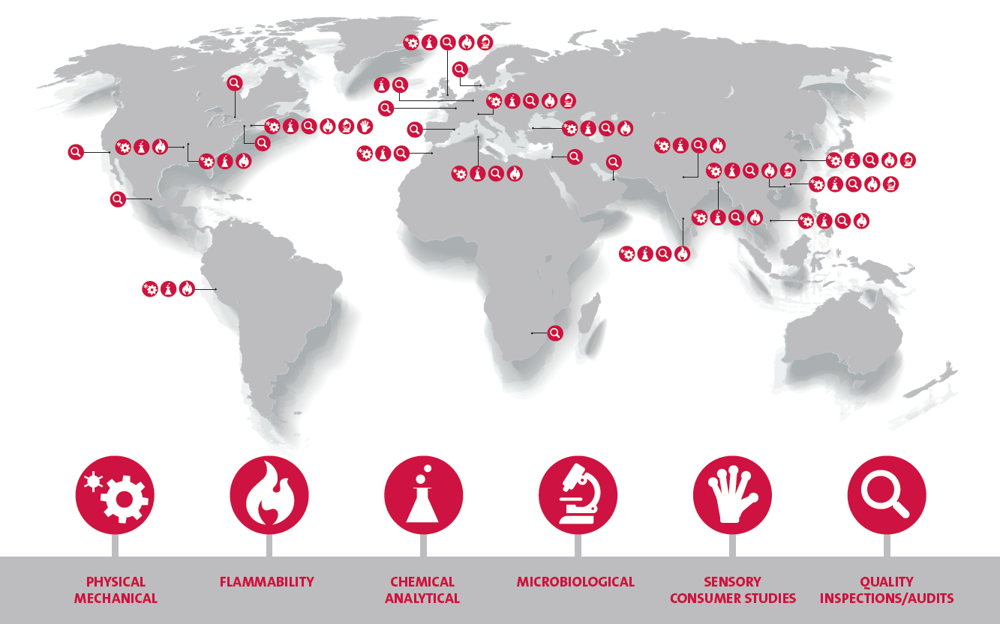 PHYSICAL
MECHANICAL
FLAMMABILITY
CHEMICAL
ANALYTICAL
MICROBIOLOGICAL
SENSORY
CONSUMER STUDIES
QUALITY
INSPECTIONS/AUDITS